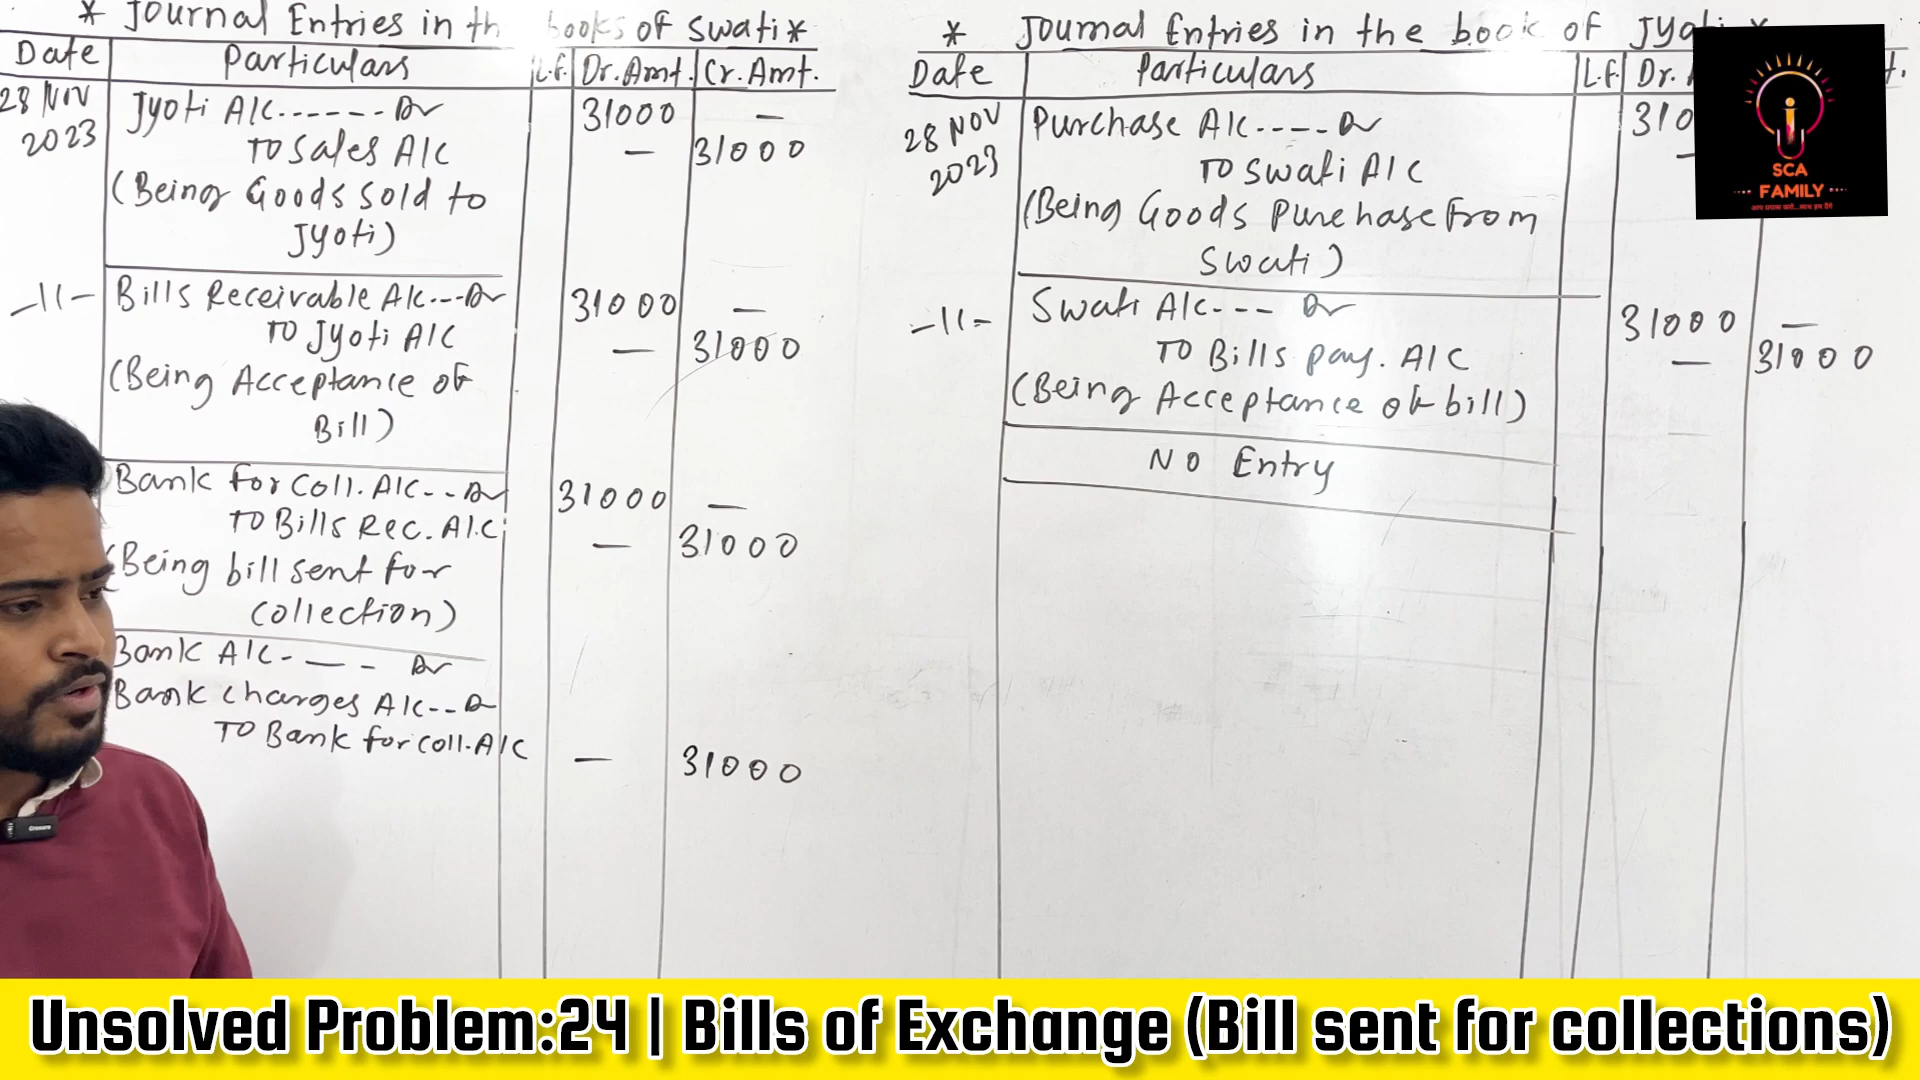 * Journal Entries in th books of Swati *
Date Particulars L.F. Dr. Amt. Cr. Amt.
28 Nov 2023
Jyoti A/c ------ Dr 31000 —
To Sales A/c — 31000
(Being Goods Sold to
Jyoti)
-11- Bills Receivable A/c --- Dr 31000 —
To Jyoti A/c — 31000
(Being Acceptance of
Bill)
Bank for Coll. A/c -- Dr 31000 —
To Bills Rec. A/c — 31000
(Being bill sent for
collection)
Bank A/c - — - Dr
Bank charges A/c -- Dr
To Bank for coll. A/c — 31000
* Journal Entries in the book of Jyoti *
Date Particulars L.F. Dr. t.
28 Nov 2023
Purchase A/c ---- Dr 310
To Swati A/c —
(Being Goods Purchase From
Swati)
-11- Swati A/c --- Dr 31000 —
To Bills pay. A/c — 31000
(Being Acceptance of bill)
No Entry
SCA
FAMILY
Unsolved Problem:24 | Bills of Exchange (Bill sent for collections)